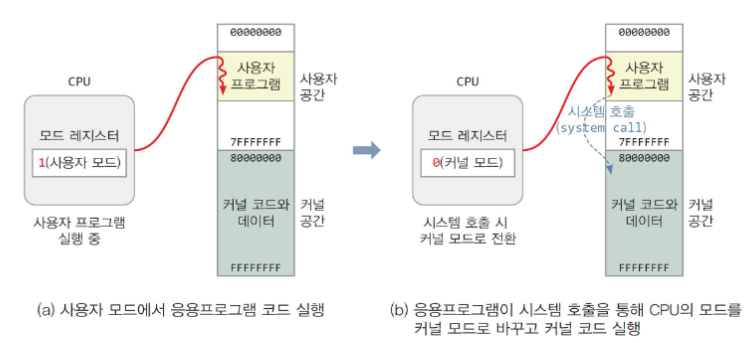 CPU
모드 레지스터
1(사용자 모드)
사용자 프로그램
실행 중
00000000
사용자
프로그램
7FFFFFFF
80000000
커널 코드와
데이터
FFFFFFFF
사용자
공간
커널
공간
(a) 사용자 모드에서 응용프로그램 코드 실행
CPU
모드 레지스터
0(커널 모드)
시스템 호출 시
커널 모드로 전환
00000000
사용자
프로그램
시스템 호출
(system call)
7FFFFFFF
80000000
커널 코드와
데이터
FFFFFFFF
사용자
공간
커널
공간
(b) 응용프로그램이 시스템 호출을 통해 CPU의 모드를
커널 모드로 바꾸고 커널 코드 실행